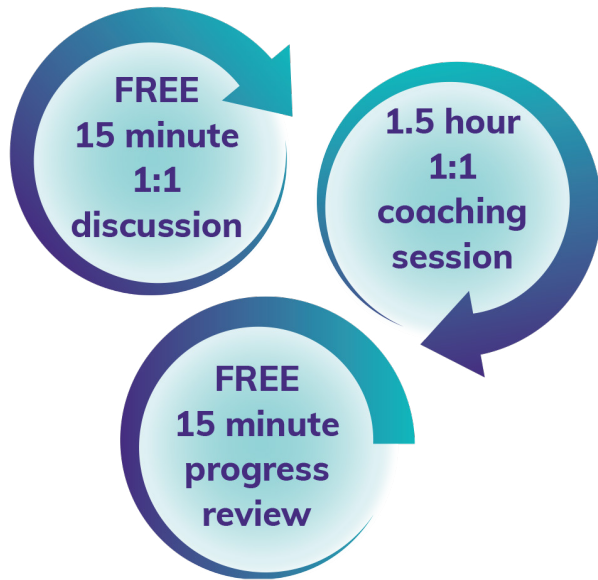 FREE
15 minute
1:1
discussion
1.5 hour
1:1
coaching
session
FREE
15 minute
progress
review